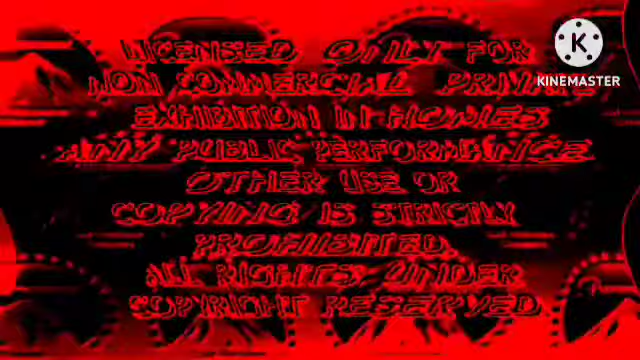 LICENSED ONLY FOR
NON COMMERCIAL PRIVATE
EXHIBITION IN HOMES
ANY PUBLIC PERFORMANCE
OTHER USE OR
COPYING IS STRICTLY
PROHIBITED.
ALL RIGHTS UNDER
COPYRIGHT RESERVED
K
KINEMASTER